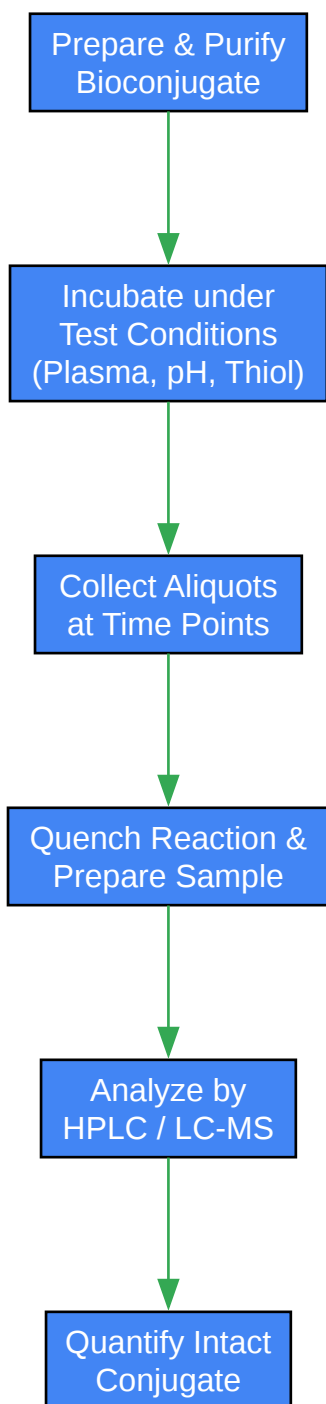 Prepare & Purify
Bioconjugate
Incubate under
Test Conditions
(Plasma, pH, Thiol)
Collect Aliquots
at Time Points
Quench Reaction &
Prepare Sample
Analyze by
HPLC / LC-MS
Quantify Intact
Conjugate